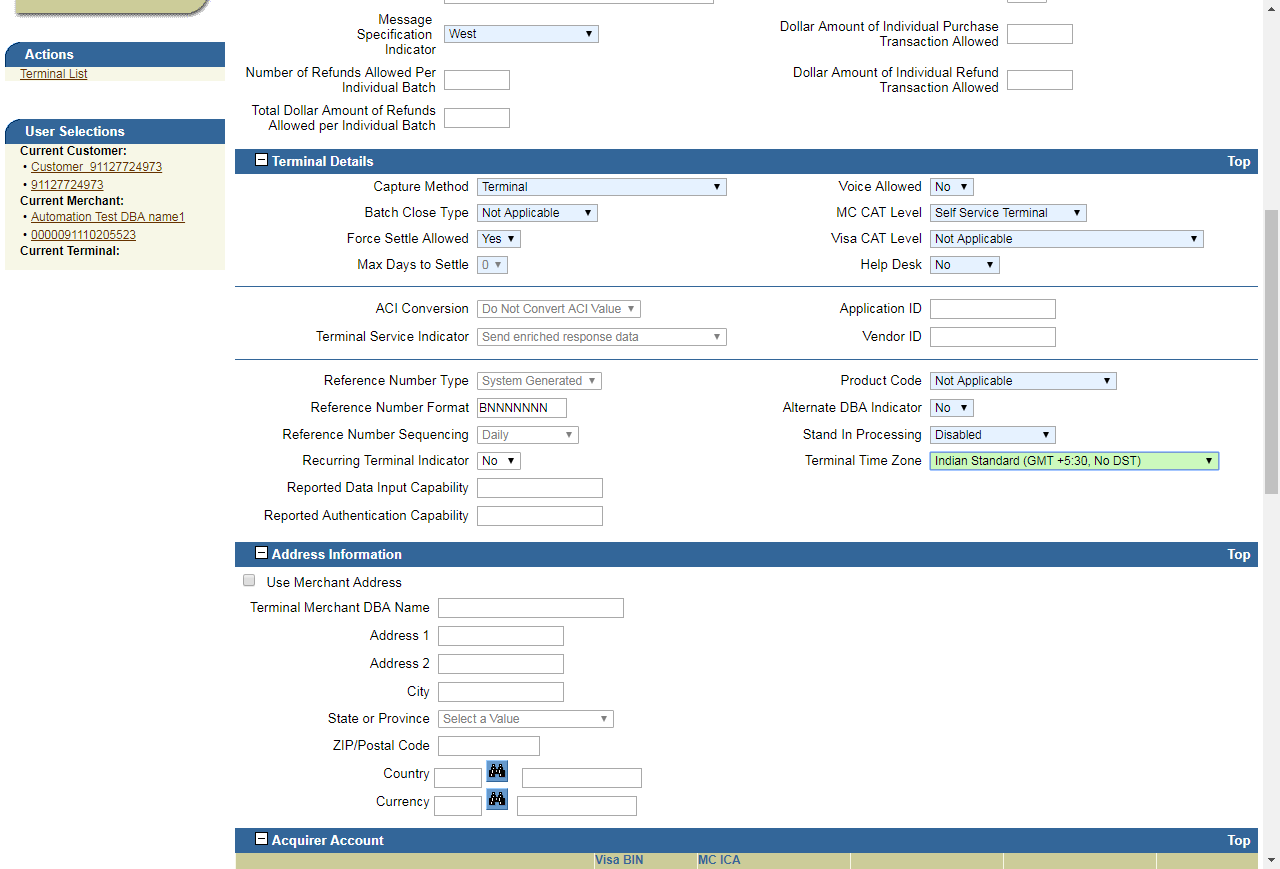 Actions
Terminal List
User Selections
Current Customer:
• Customer_91127724973
• 91127724973
Current Merchant:
• Automation Test DBA name1
• 0000091110205523
Current Terminal:
Message
Specification
Indicator
West
Dollar Amount of Individual Purchase
Transaction Allowed
Number of Refunds Allowed Per
Individual Batch
Dollar Amount of Individual Refund
Transaction Allowed
Total Dollar Amount of Refunds
Allowed per Individual Batch
Terminal Details Top
Capture Method Terminal Voice Allowed No
Batch Close Type Not Applicable MC CAT Level Self Service Terminal
Force Settle Allowed Yes Visa CAT Level Not Applicable
Max Days to Settle 0 Help Desk No
ACI Conversion Do Not Convert ACI Value Application ID
Terminal Service Indicator Send enriched response data Vendor ID
Reference Number Type System Generated Product Code Not Applicable
Reference Number Format BNNNNNNN Alternate DBA Indicator No
Reference Number Sequencing Daily Stand In Processing Disabled
Recurring Terminal Indicator No Terminal Time Zone Indian Standard (GMT +5:30, No DST)
Reported Data Input Capability
Reported Authentication Capability
Address Information Top
Use Merchant Address
Terminal Merchant DBA Name
Address 1
Address 2
City
State or Province Select a Value
ZIP/Postal Code
Country
Currency
Acquirer Account Top
Visa BIN MC ICA